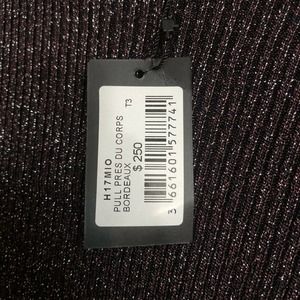 H17MIO
PULL PRES DU CORPS
BORDEAUX
T3
$ 250
3 661601 577741